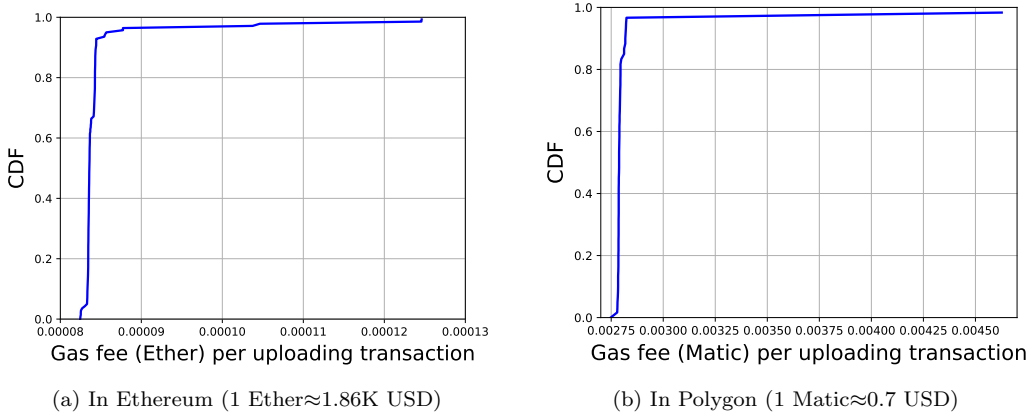 1.0
0.8
0.6
0.4
0.2
0.0
CDF
0.00008 0.00009 0.00010 0.00011 0.00012 0.00013
Gas fee (Ether) per uploading transaction
(a) In Ethereum (1 Ether≈1.86K USD)
1.0
0.8
0.6
0.4
0.2
0.0
CDF
0.00275 0.00300 0.00325 0.00350 0.00375 0.00400 0.00425 0.00450
Gas fee (Matic) per uploading transaction
(b) In Polygon (1 Matic≈0.7 USD)